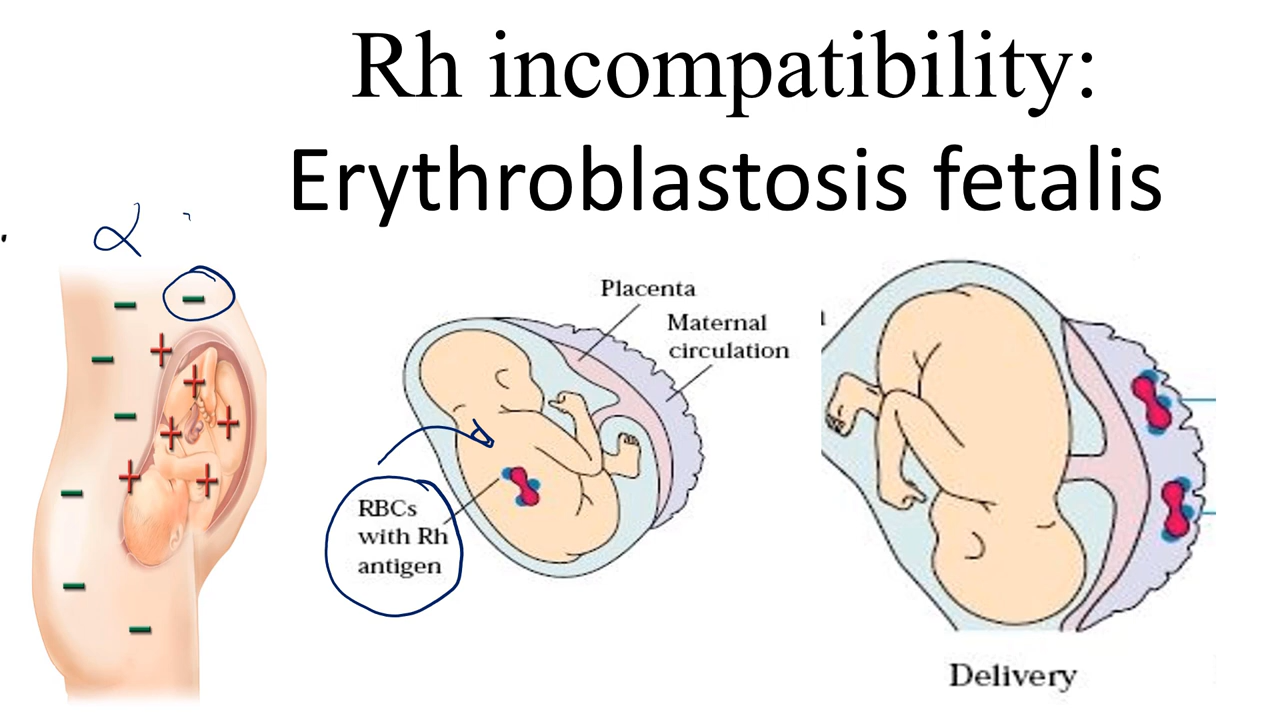 Rh incompatibility:
Erythroblastosis fetalis
Placenta
Maternal
circulation
RBCs
with Rh
antigen
Delivery